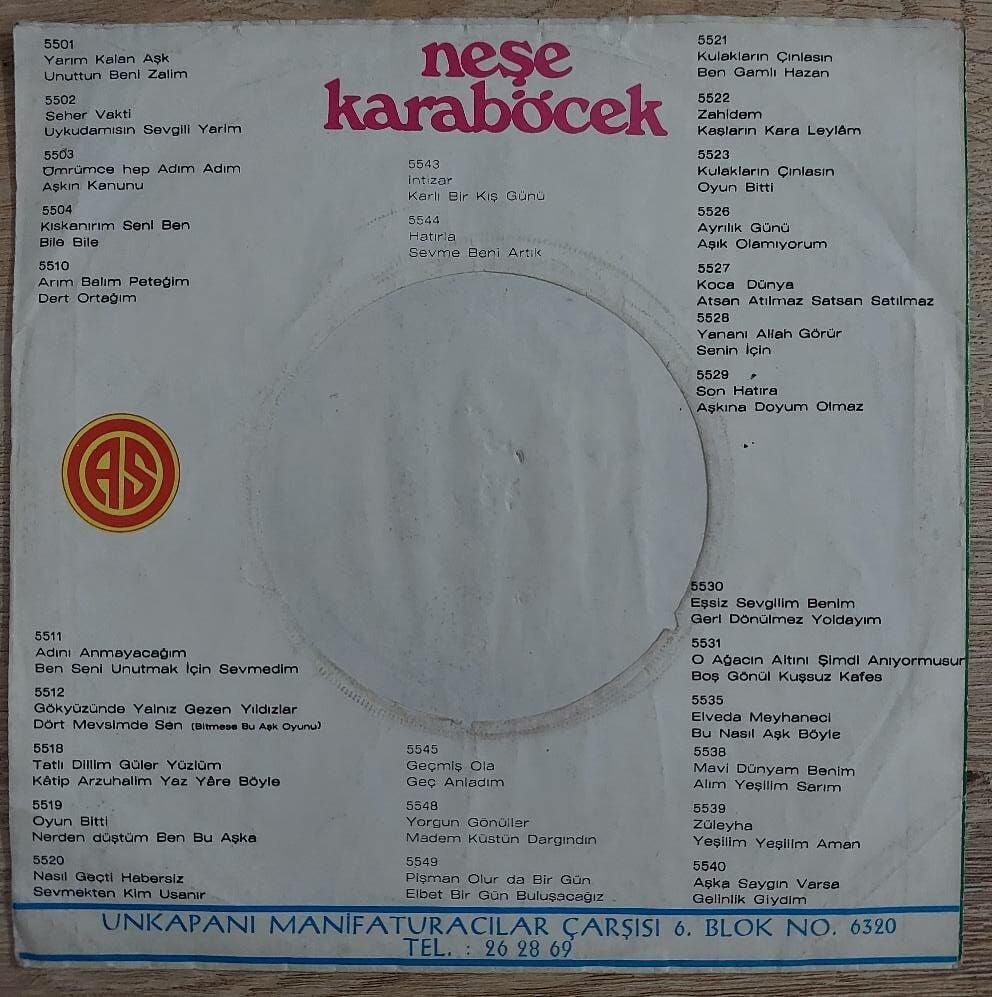 neşe
karaböcek
5501
Yarım Kalan Aşk
Unuttun Beni Zalim
5502
Seher Vakti
Uykudamısın Sevgili Yarim
5503
Ömrümce hep Adım Adım
Aşkın Kanunu
5504
Kıskanırım Seni Ben
Bile Bile
5510
Arım Balım Peteğim
Dert Ortağım
AS
5511
Adını Anmayacağım
Ben Seni Unutmak İçin Sevmedim
5512
Gökyüzünde Yalnız Gezen Yıldızlar
Dört Mevsimde Sen (Bitmese Bu Aşk Oyunu)
5518
Tatlı Dillim Güler Yüzlüm
Kâtip Arzuhalim Yaz Yâre Böyle
5519
Oyun Bitti
Nerden düştüm Ben Bu Aşka
5520
Nasıl Geçti Habersiz
Sevmekten Kim Usanır
5543
İntizar
Karlı Bir Kış Günü
5544
Hatırla
Sevme Beni Artık
5545
Geçmiş Ola
Geç Anladım
5548
Yorgun Gönüller
Madem Küstün Dargındın
5549
Pişman Olur da Bir Gün
Elbet Bir Gün Buluşacağız
5521
Kulakların Çınlasın
Ben Gamlı Hazan
5522
Zahidem
Kaşların Kara Leylâm
5523
Kulakların Çınlasın
Oyun Bitti
5526
Ayrılık Günü
Aşık Olamıyorum
5527
Koca Dünya
Atsan Atılmaz Satsan Satılmaz
5528
Yananı Allah Görür
Senin İçin
5529
Son Hatıra
Aşkına Doyum Olmaz
5530
Eşsiz Sevgilim Benim
Geri Dönülmez Yoldayım
5531
O Ağacın Altını Şimdi Anıyormusun
Boş Gönül Kuşsuz Kafes
5535
Elveda Meyhaneci
Bu Nasıl Aşk Böyle
5538
Mavi Dünyam Benim
Alım Yeşilim Sarım
5539
Züleyha
Yeşilim Yeşilim Aman
5540
Aşka Saygın Varsa
Gelinlik Giydim
UNKAPANI MANİFATURACILAR ÇARŞISI 6. BLOK NO. 6320
TEL. : 26 28 69